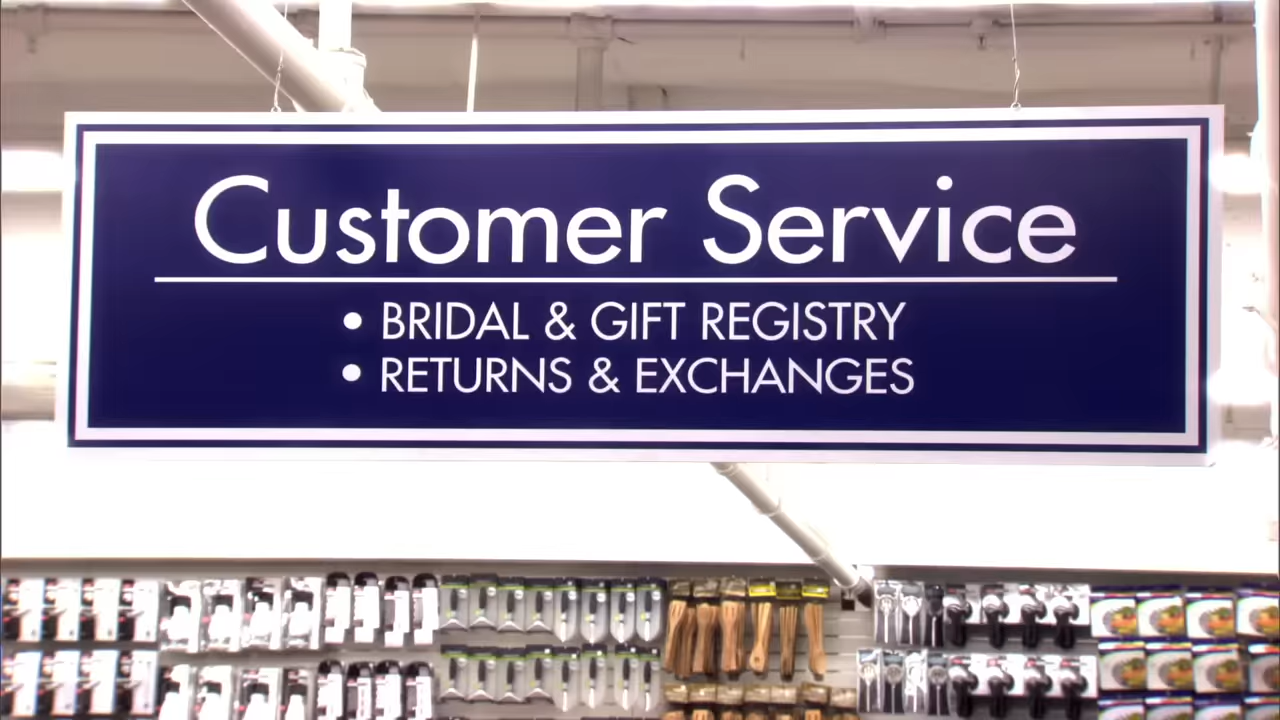 Customer Service
• BRIDAL & GIFT REGISTRY
• RETURNS & EXCHANGES